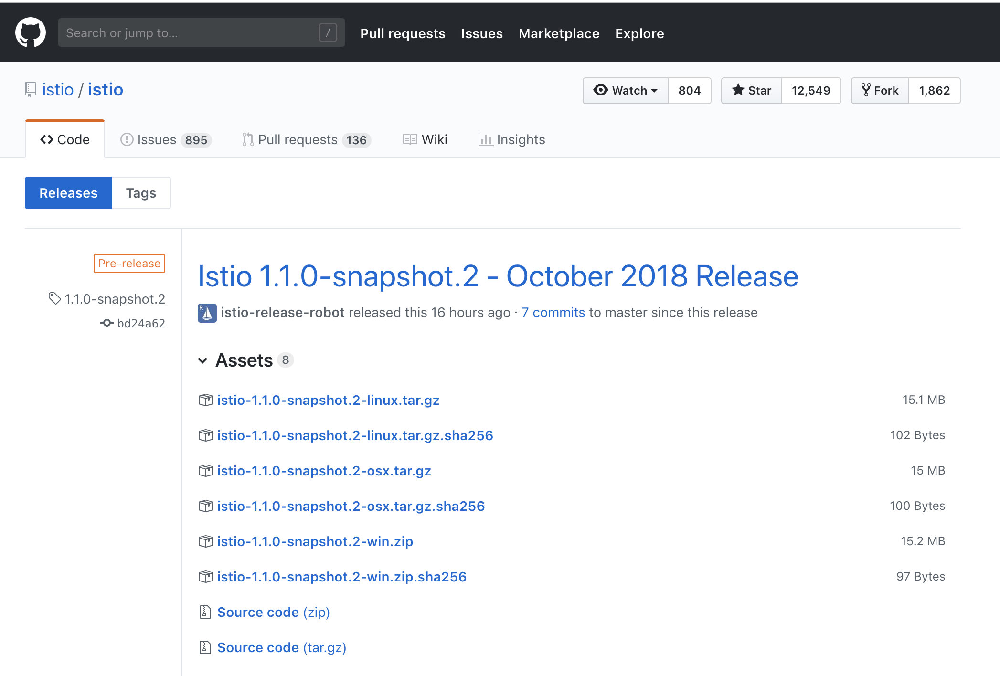 Search or jump to... /
Pull requests Issues Marketplace Explore
istio / istio
Watch 804 Star 12,549 Fork 1,862
Code Issues 895 Pull requests 136 Wiki Insights
Releases Tags
Pre-release
1.1.0-snapshot.2
bd24a62
Istio 1.1.0-snapshot.2 - October 2018 Release
R
istio-release-robot released this 16 hours ago · 7 commits to master since this release
Assets 8
istio-1.1.0-snapshot.2-linux.tar.gz 15.1 MB
istio-1.1.0-snapshot.2-linux.tar.gz.sha256 102 Bytes
istio-1.1.0-snapshot.2-osx.tar.gz 15 MB
istio-1.1.0-snapshot.2-osx.tar.gz.sha256 100 Bytes
istio-1.1.0-snapshot.2-win.zip 15.2 MB
istio-1.1.0-snapshot.2-win.zip.sha256 97 Bytes
Source code (zip)
Source code (tar.gz)